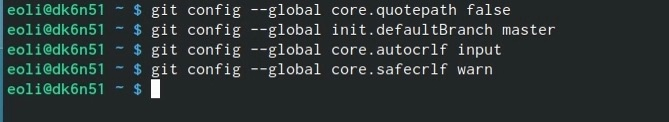 eoli@dk6n51 ~ $ git config --global core.quotepath false
eoli@dk6n51 ~ $ git config --global init.defaultBranch master
eoli@dk6n51 ~ $ git config --global core.autocrlf input
eoli@dk6n51 ~ $ git config --global core.safecrlf warn
eoli@dk6n51 ~ $